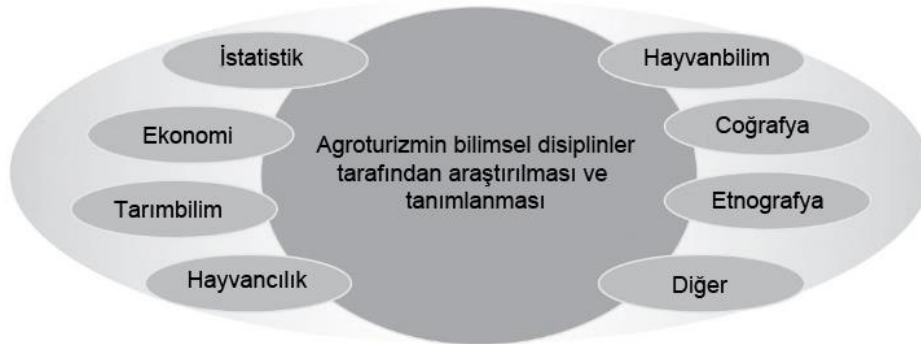 İstatistik
Ekonomi
Tarımbilim
Hayvancılık
Agroturizmin bilimsel disiplinler
tarafından araştırılması ve
tanımlanması
Hayvanbilim
Coğrafya
Etnografya
Diğer